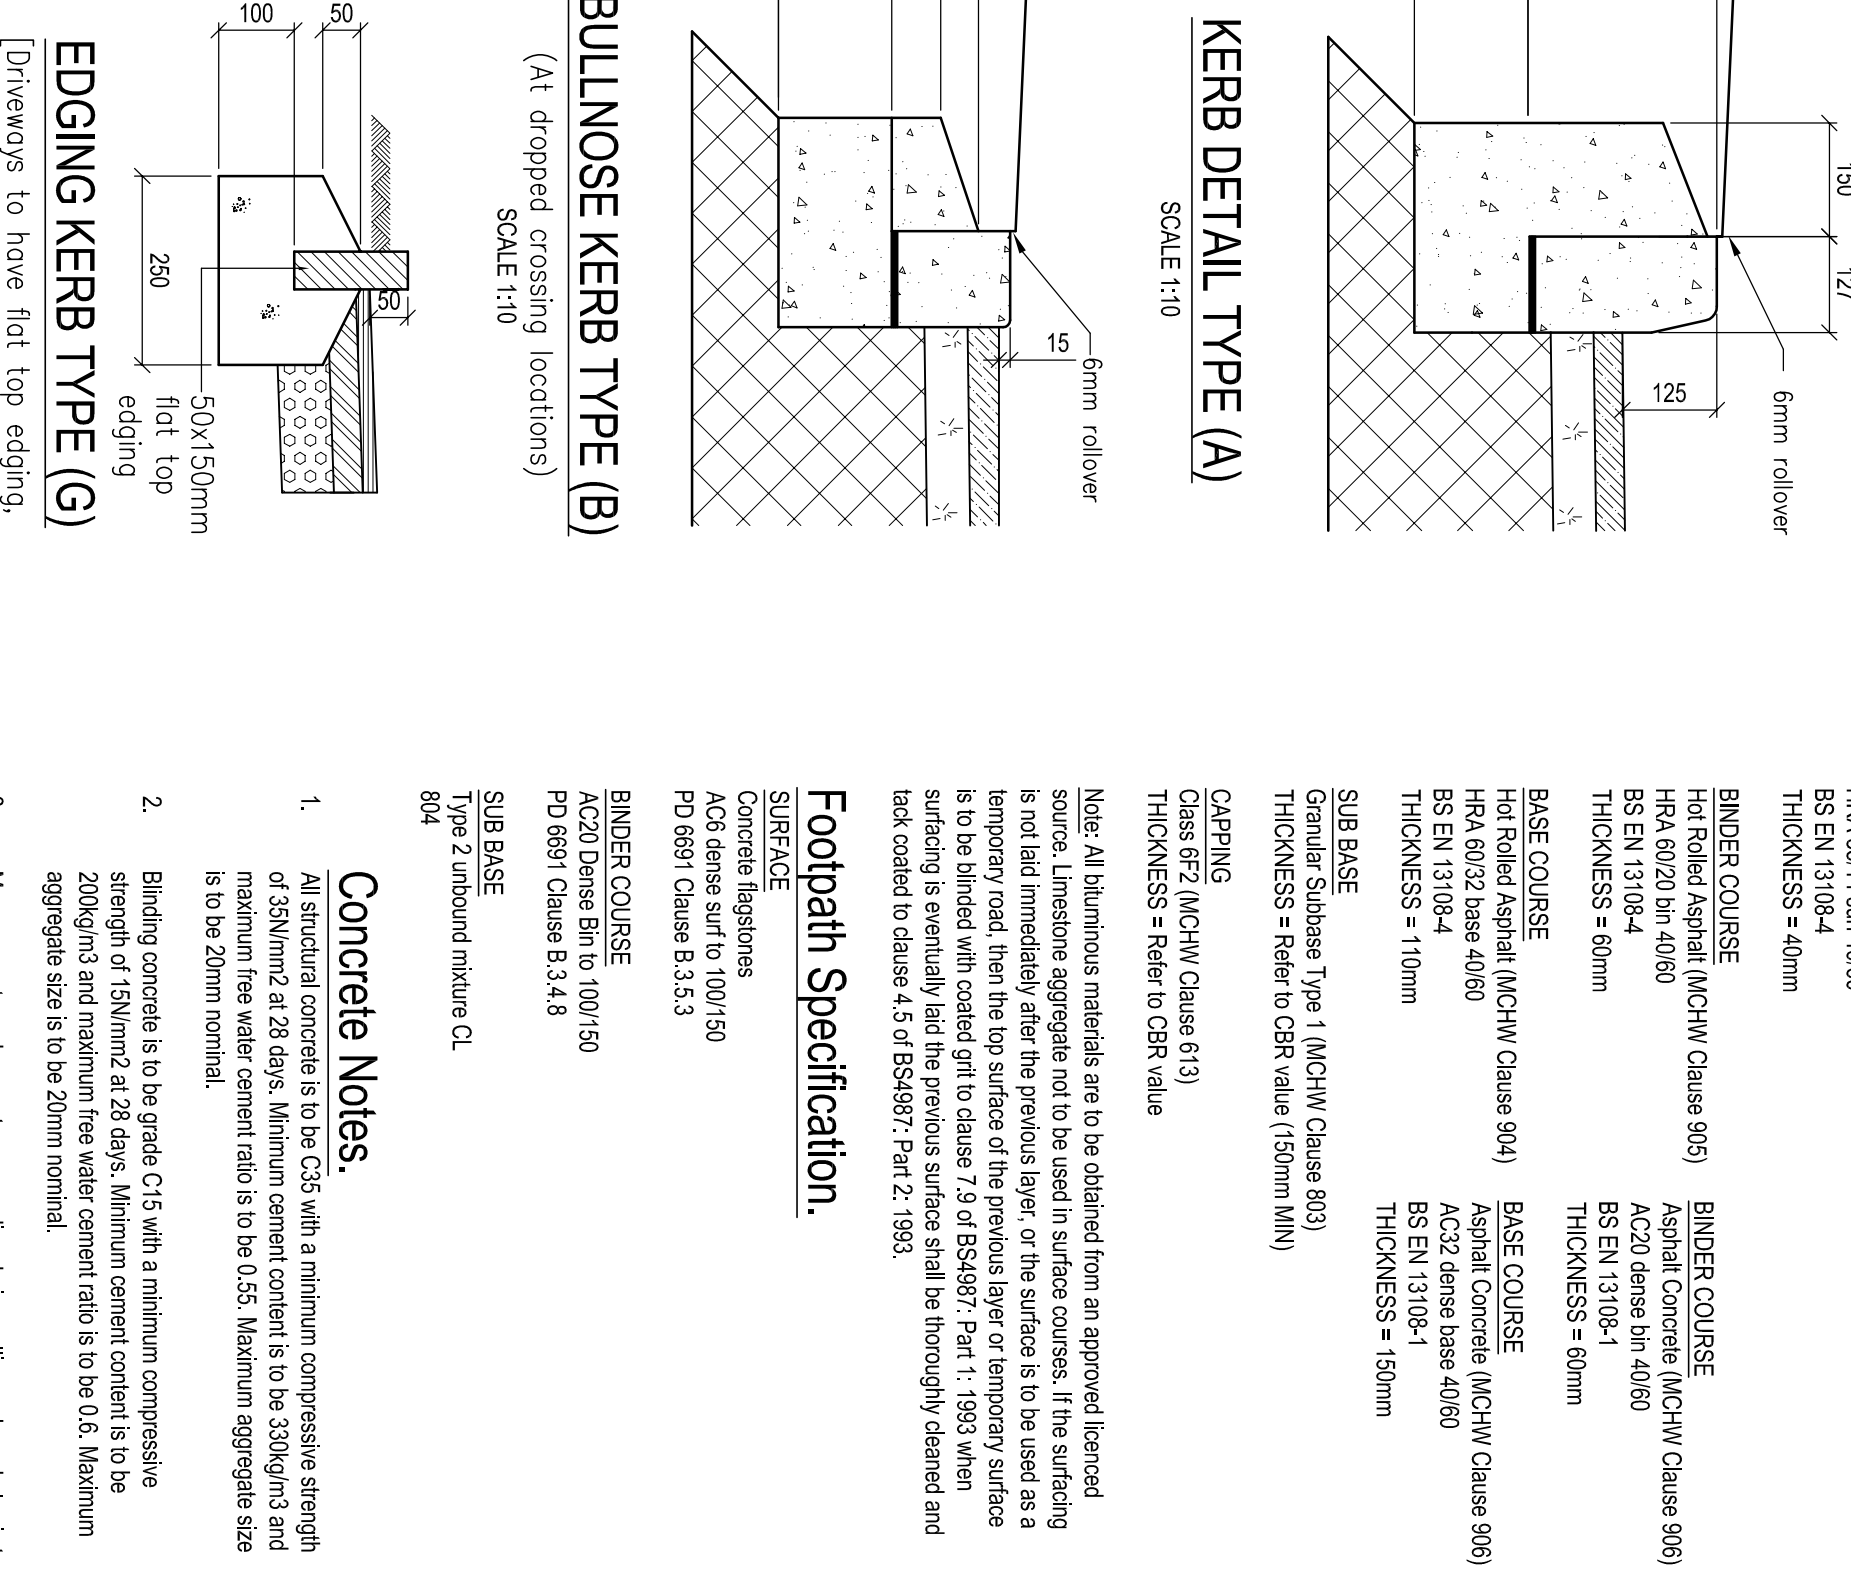 150
127
6mm rollover
125
KERB DETAIL TYPE (A)
SCALE 1:10
6mm rollover
15
BULLNOSE KERB TYPE (B)
(At dropped crossing locations)
SCALE 1:10
100
50
50
250
50x150mm
flat top
edging
EDGING KERB TYPE (G)
[Driveways to have flat top edging,
BS EN 13108-4
THICKNESS = 40mm
BINDER COURSE
Hot Rolled Asphalt (MCHW Clause 905)
HRA 60/20 bin 40/60
BS EN 13108-4
THICKNESS = 60mm
BASE COURSE
Hot Rolled Asphalt (MCHW Clause 904)
HRA 60/32 base 40/60
BS EN 13108-4
THICKNESS = 110mm
BINDER COURSE
Asphalt Concrete (MCHW Clause 906)
AC20 dense bin 40/60
BS EN 13108-1
THICKNESS = 60mm
BASE COURSE
Asphalt Concrete (MCHW Clause 906)
AC32 dense base 40/60
BS EN 13108-1
THICKNESS = 150mm
SUB BASE
Granular Subbase Type 1 (MCHW Clause 803)
THICKNESS = Refer to CBR value (150mm MIN)
CAPPING
Class 6F2 (MCHW Clause 613)
THICKNESS = Refer to CBR value
Note: All bituminous materials are to be obtained from an approved licenced
source. Limestone aggregate not to be used in surface courses. If the surfacing
is not laid immediately after the previous layer, or the surface is to be used as a
temporary road, then the top surface of the previous layer or temporary surface
is to be blinded with coated grit to clause 7.9 of BS4987: Part 1: 1993 when
surfacing is eventually laid the previous surface shall be thoroughly cleaned and
tack coated to clause 4.5 of BS4987: Part 2: 1993.
Footpath Specification.
SURFACE
Concrete flagstones
AC6 dense surf to 100/150
PD 6691 Clause B.3.5.3
BINDER COURSE
AC20 Dense Bin to 100/150
PD 6691 Clause B.3.4.8
SUB BASE
Type 2 unbound mixture CL
804
Concrete Notes.
1. All structural concrete is to be C35 with a minimum compressive strength
of 35N/mm2 at 28 days. Minimum cement content is to be 330kg/m3 and
maximum free water cement ratio is to be 0.55. Maximum aggregate size
is to be 20mm nominal.
2. Blinding concrete is to be grade C15 with a minimum compressive
strength of 15N/mm2 at 28 days. Minimum cement content is to be
200kg/m3 and maximum free water cement ratio is to be 0.6. Maximum
aggregate size is to be 20mm nominal.